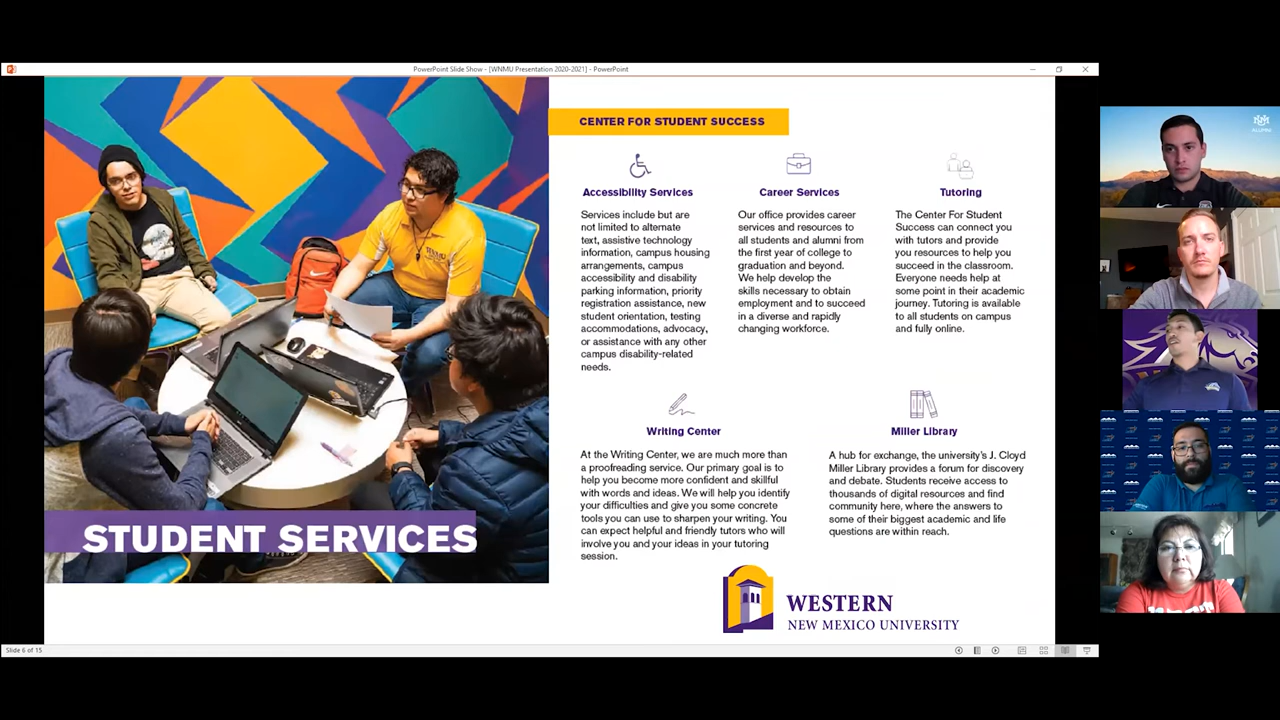 PowerPoint Slide Show - [WNMU Presentation 2020-2021] - PowerPoint
CENTER FOR STUDENT SUCCESS
Accessibility Services
Services include but are
not limited to alternate
text, assistive technology
information, campus housing
arrangements, campus
accessibility and disability
parking information, priority
registration assistance, new
student orientation, testing
accommodations, advocacy,
or assistance with any other
campus disability-related
needs.
Career Services
Our office provides career
services and resources to
all students and alumni from
the first year of college to
graduation and beyond.
We help develop the
skills necessary to obtain
employment and to succeed
in a diverse and rapidly
changing workforce.
Tutoring
The Center For Student
Success can connect you
with tutors and provide
you resources to help you
succeed in the classroom.
Everyone needs help at
some point in their academic
journey. Tutoring is available
to all students on campus
and fully online.
Writing Center
At the Writing Center, we are much more than
a proofreading service. Our primary goal is to
help you become more confident and skillful
with words and ideas. We will help you identify
your difficulties and give you some concrete
tools you can use to sharpen your writing. You
can expect helpful and friendly tutors who will
involve you and your ideas in your tutoring
session.
Miller Library
A hub for exchange, the university's J. Cloyd
Miller Library provides a forum for discovery
and debate. Students receive access to
thousands of digital resources and find
community here, where the answers to
some of their biggest academic and life
questions are within reach.
STUDENT SERVICES
WESTERN
NEW MEXICO UNIVERSITY
Slide 6 of 15
ALUMNI
WNMU